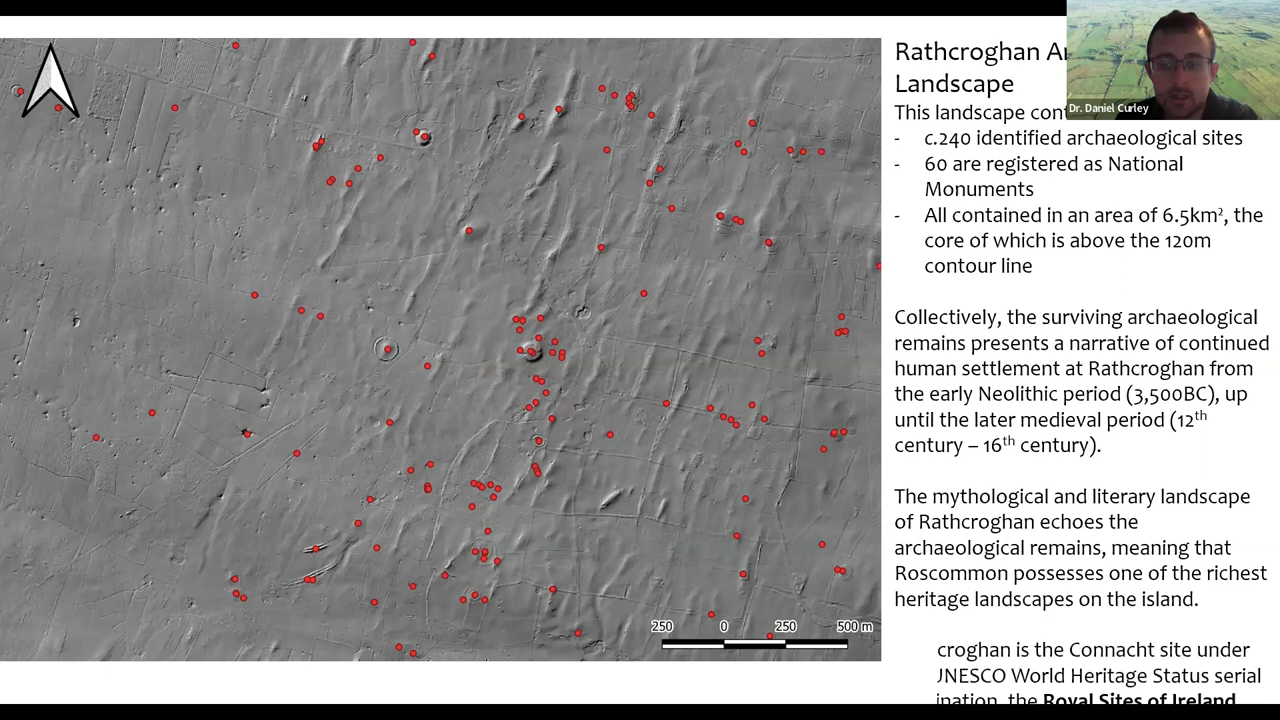 Rathcroghan
Landscape
Dr. Daniel Curley
This landscape
- c.240 identified archaeological sites
- 60 are registered as National
Monuments
- All contained in an area of 6.5km², the
core of which is above the 120m
contour line
Collectively, the surviving archaeological
remains presents a narrative of continued
human settlement at Rathcroghan from
the early Neolithic period (3,500BC), up
until the later medieval period (12th
century – 16th century).
The mythological and literary landscape
of Rathcroghan echoes the
archaeological remains, meaning that
Roscommon possesses one of the richest
heritage landscapes on the island.
croghan is the Connacht site under
UNESCO World Heritage Status serial
ination, the Royal Sites of Ireland
250 0 250 500 m